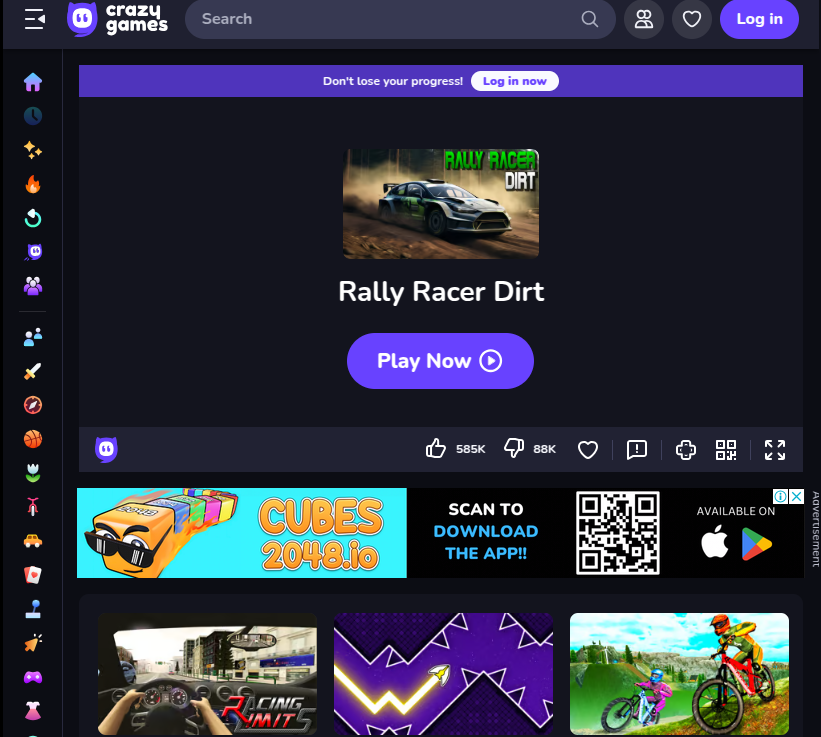 crazy
games
Search
Log in
Don't lose your progress!
Log in now
RALLY RACER
DIRT
Rally Racer Dirt
Play Now
585K
88K
2048
CUBES
2048.io
SCAN TO
DOWNLOAD
THE APP!!
AVAILABLE ON
Advertisement
RACING
LIMITS